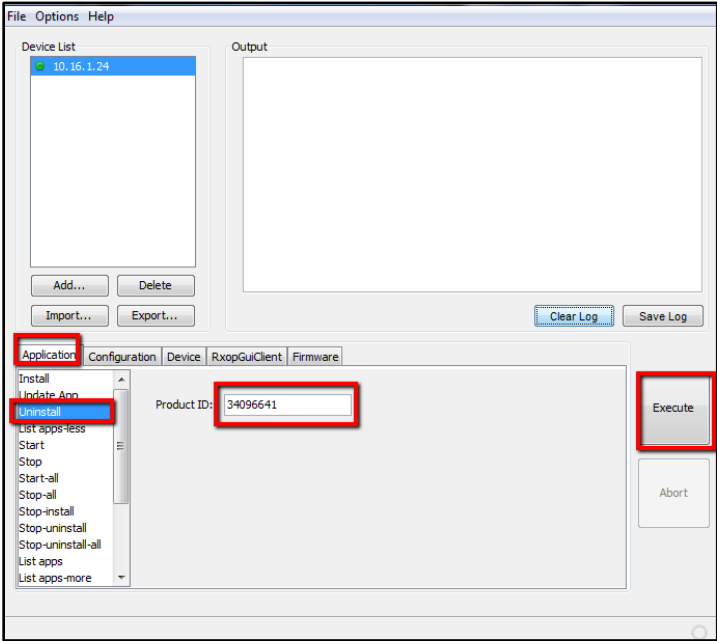 File Options Help
Device List
10.16.1.24
Add... Delete
Import... Export...
Output
Clear Log Save Log
Application Configuration Device RxopGuiClient Firmware
Install
Update App
Uninstall
List apps-less
Start
Stop
Start-all
Stop-all
Stop-install
Stop-uninstall
Stop-uninstall-all
List apps
List apps-more
Product ID: 34096641
Execute
Abort